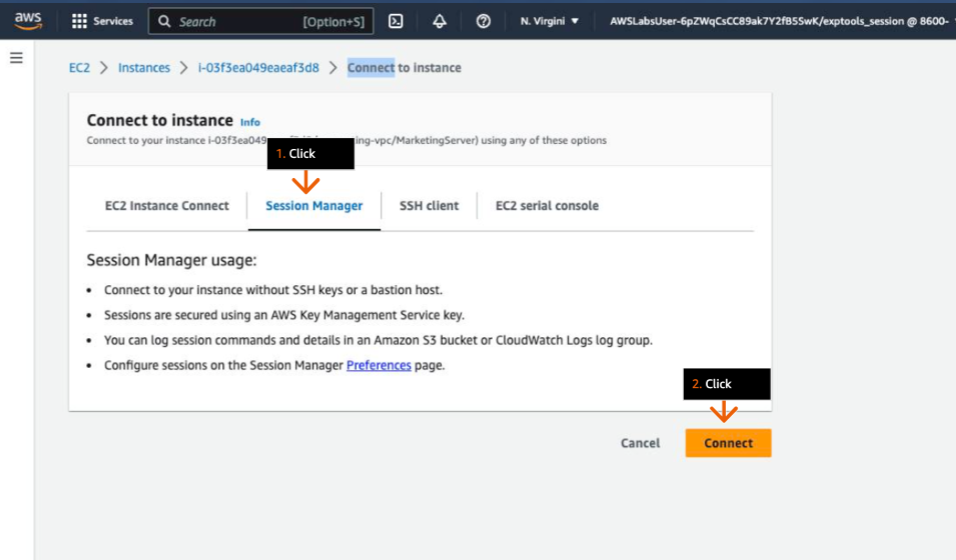 aws Services Search [Option+S] N. Virgini AWSLabsUser-6pZWqCsCC89ak7Y2fB5SwK/exptools_session @ 8600-
EC2 > Instances > i-03f3ea049eaeaf3d8 > Connect to instance
Connect to instance Info
Connect to your instance i-03f3ea049 ing-vpc/MarketingServer) using any of these options
1. Click
EC2 Instance Connect Session Manager SSH client EC2 serial console
Session Manager usage:
• Connect to your instance without SSH keys or a bastion host.
• Sessions are secured using an AWS Key Management Service key.
• You can log session commands and details in an Amazon S3 bucket or CloudWatch Logs log group.
• Configure sessions on the Session Manager Preferences page.
2. Click
Cancel Connect